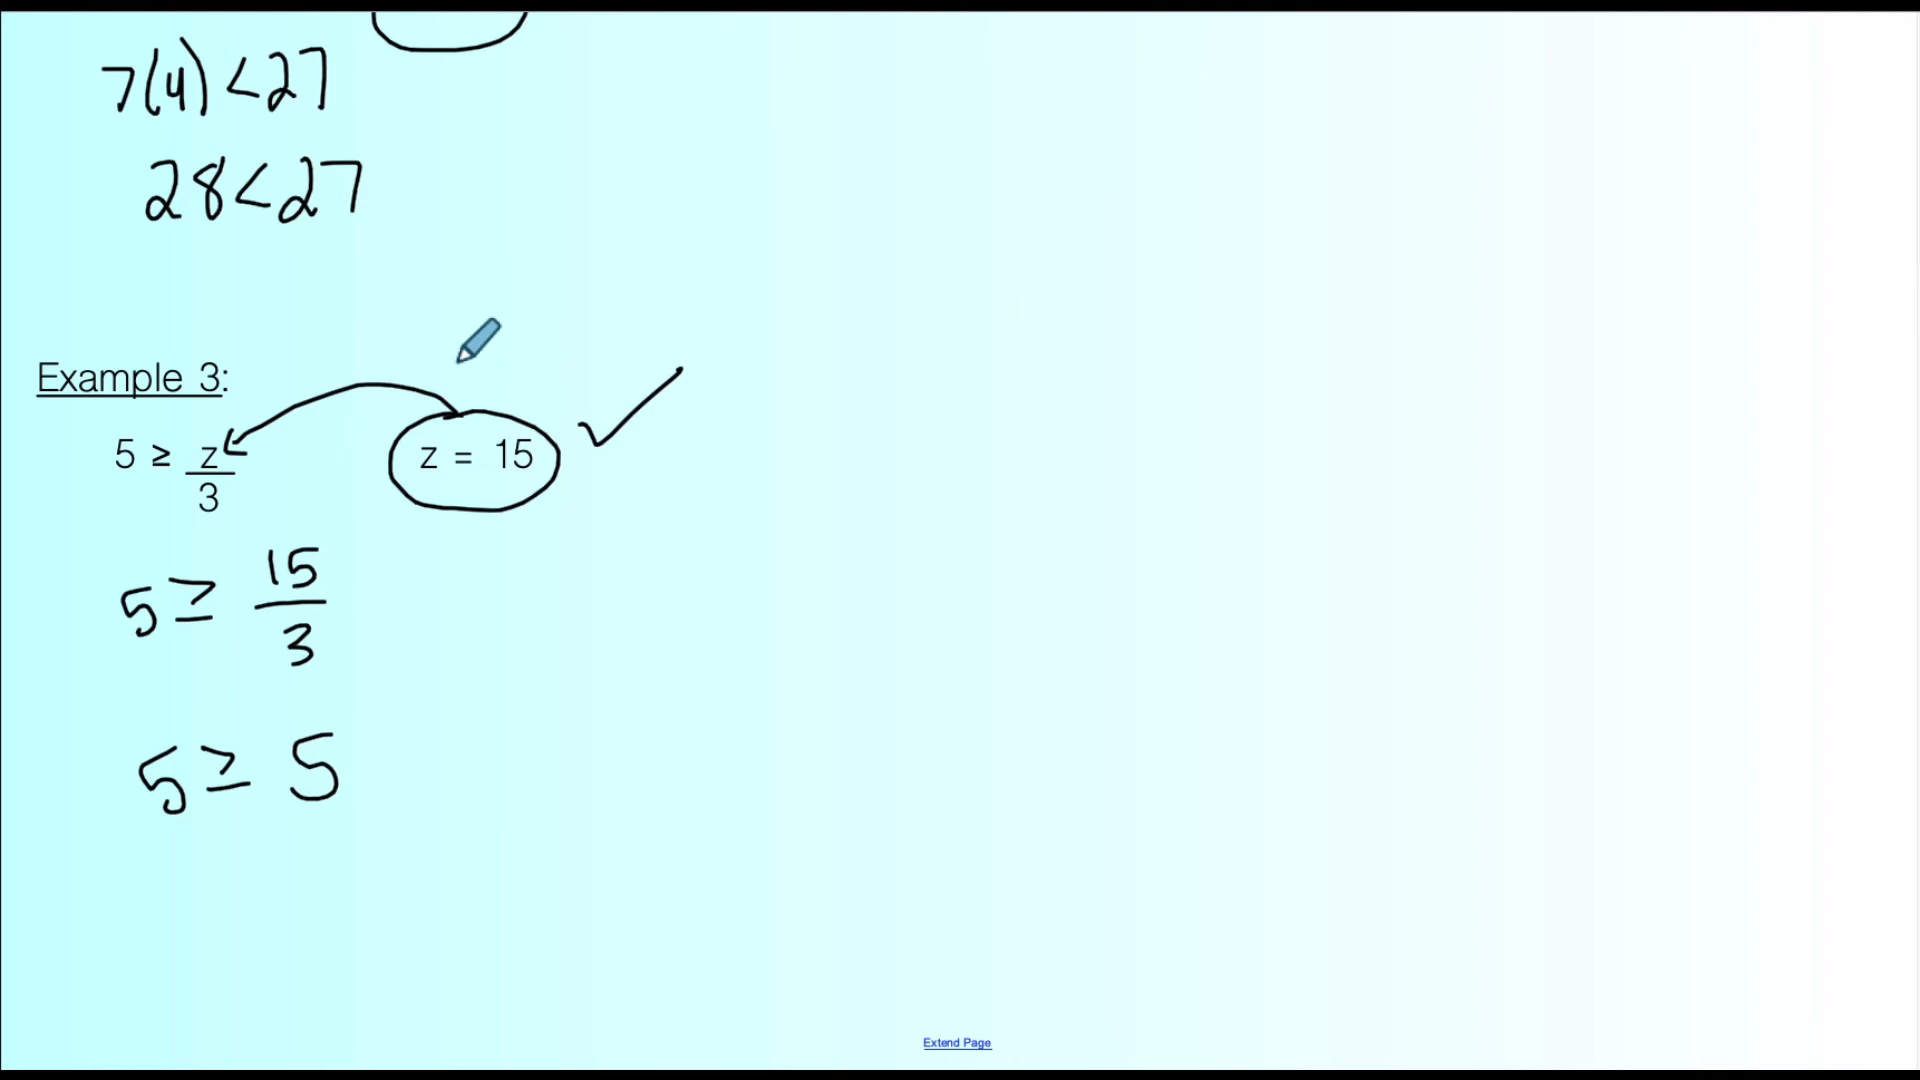 7(4) < 27
28 < 27
Example 3:
5 ≥ z/3
z = 15
5 ≥ 15/3
5 ≥ 5
Extend Page